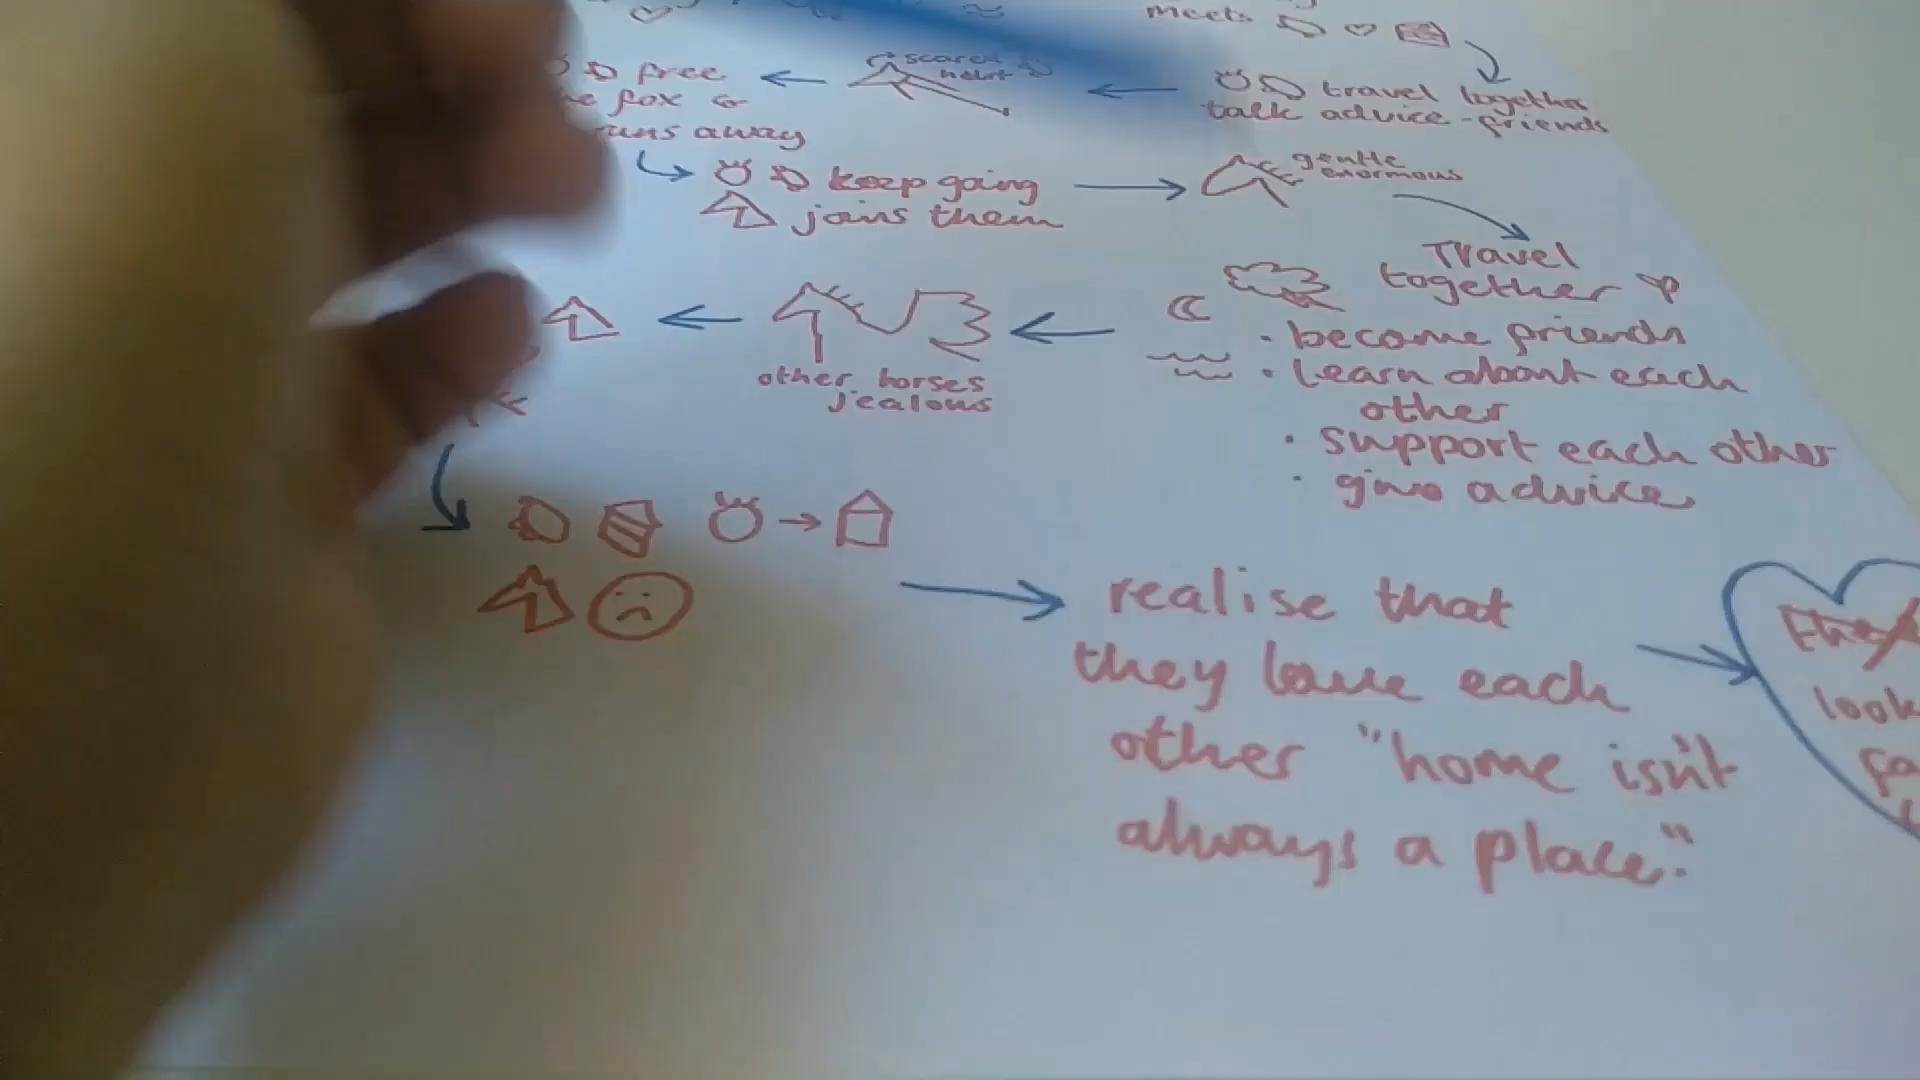 meets
scared
hurt
free
fox &
runs away
travel together
talk advice - friends
keep going
joins them
gentle
enormous
Travel
together
• become friends
• learn about each
other
• support each other
• give advice
other horses
jealous
realise that
they love each
other "home isn't
always a place."
look